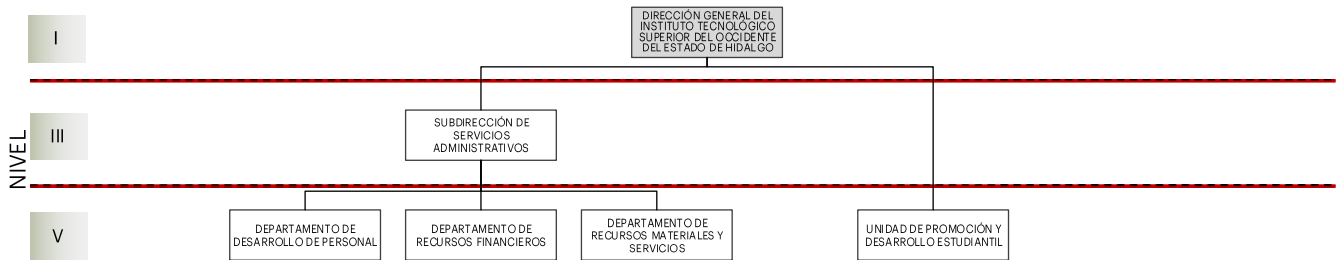 I
DIRECCIÓN GENERAL DEL
INSTITUTO TECNOLÓGICO
SUPERIOR DEL OCCIDENTE
DEL ESTADO DE HIDALGO
NIVEL
III
SUBDIRECCIÓN DE
SERVICIOS
ADMINISTRATIVOS
V
DEPARTAMENTO DE
DESARROLLO DE PERSONAL
DEPARTAMENTO DE
RECURSOS FINANCIEROS
DEPARTAMENTO DE
RECURSOS MATERIALES Y
SERVICIOS
UNIDAD DE PROMOCIÓN Y
DESARROLLO ESTUDIANTIL